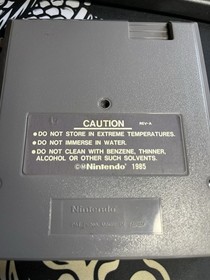 CAUTION
REV-A
● DO NOT STORE IN EXTREME TEMPERATURES.
● DO NOT IMMERSE IN WATER.
● DO NOT CLEAN WITH BENZENE, THINNER,
ALCOHOL OR OTHER SUCH SOLVENTS.
©®Nintendo® 1985
Nintendo